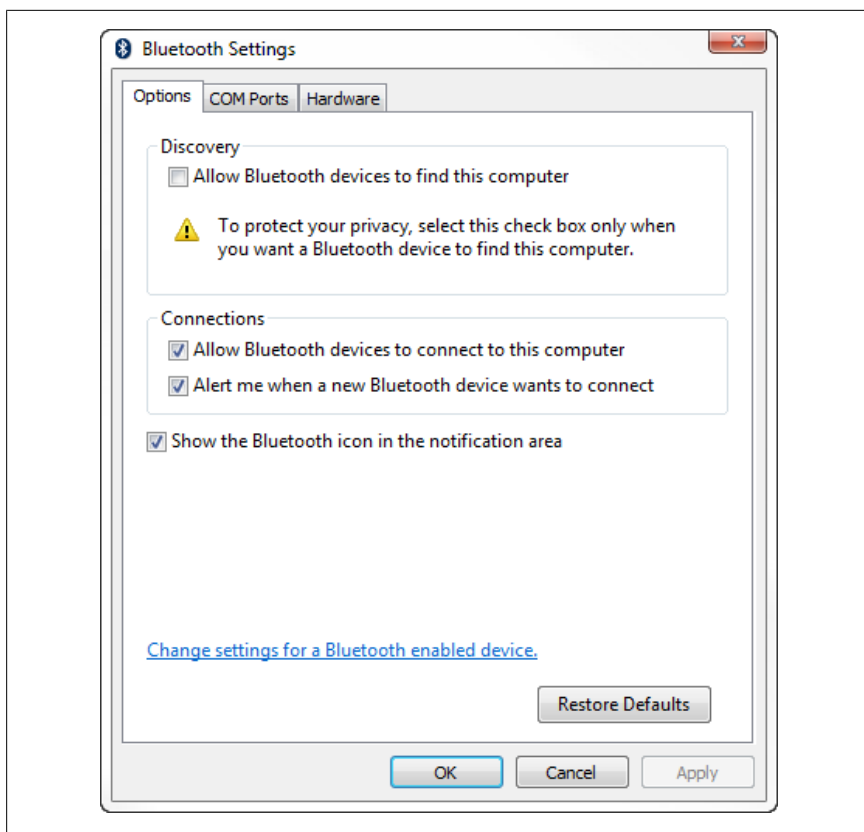 Bluetooth Settings
Options COM Ports Hardware
Discovery
Allow Bluetooth devices to find this computer
To protect your privacy, select this check box only when
you want a Bluetooth device to find this computer.
Connections
Allow Bluetooth devices to connect to this computer
Alert me when a new Bluetooth device wants to connect
Show the Bluetooth icon in the notification area
Change settings for a Bluetooth enabled device.
Restore Defaults
OK Cancel Apply